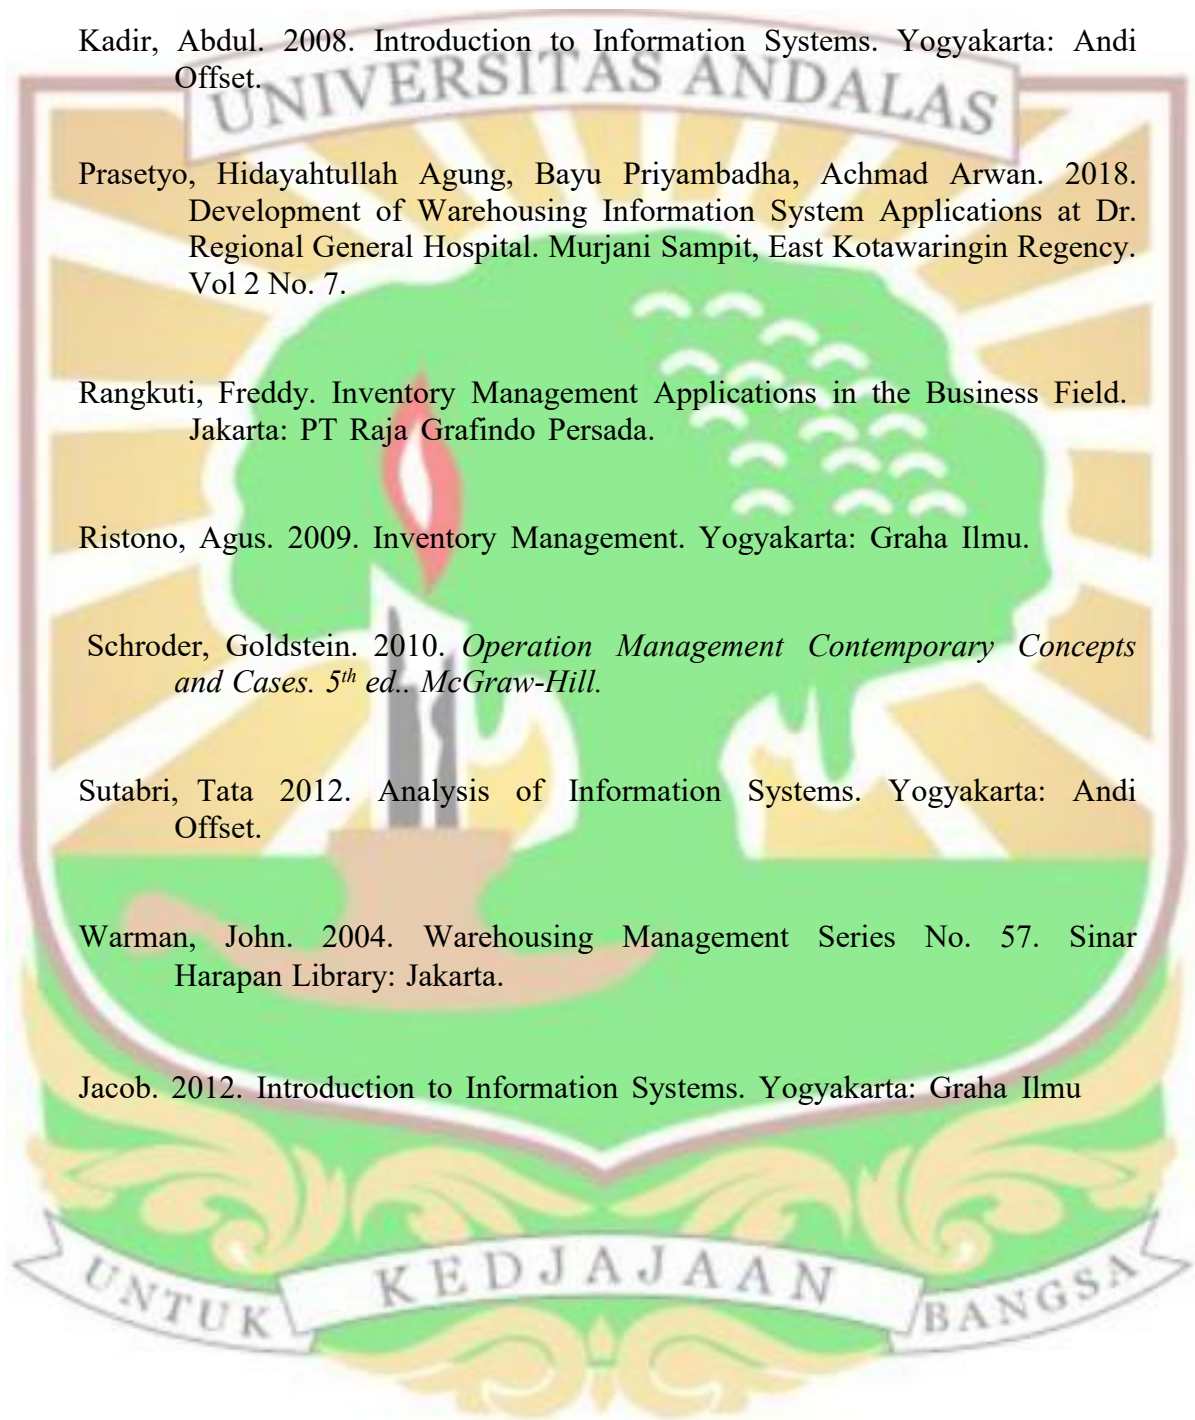 Kadir, Abdul. 2008. Introduction to Information Systems. Yogyakarta: Andi
Offset.
UNIVERSITAS ANDALAS
Prasetyo, Hidayahtullah Agung, Bayu Priyambadha, Achmad Arwan. 2018.
Development of Warehousing Information System Applications at Dr.
Regional General Hospital. Murjani Sampit, East Kotawaringin Regency.
Vol 2 No. 7.
Rangkuti, Freddy. Inventory Management Applications in the Business Field.
Jakarta: PT Raja Grafindo Persada.
Ristono, Agus. 2009. Inventory Management. Yogyakarta: Graha Ilmu.
Schroder, Goldstein. 2010. Operation Management Contemporary Concepts
and Cases. 5th ed.. McGraw-Hill.
Sutabri, Tata 2012. Analysis of Information Systems. Yogyakarta: Andi
Offset.
Warman, John. 2004. Warehousing Management Series No. 57. Sinar
Harapan Library: Jakarta.
Jacob. 2012. Introduction to Information Systems. Yogyakarta: Graha Ilmu
UNTUK KEDJAJAAN BANGSA